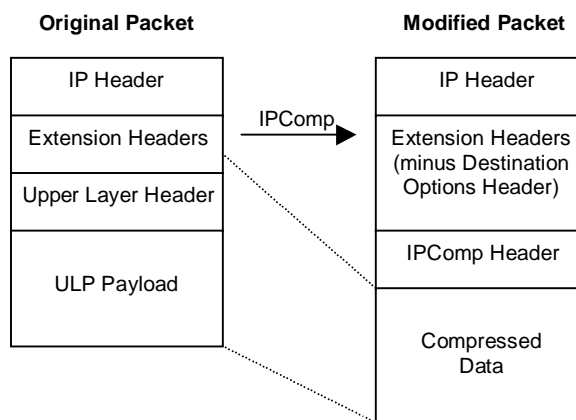 Original Packet
IP Header
Extension Headers
Upper Layer Header
ULP Payload
IPComp
Modified Packet
IP Header
Extension Headers
(minus Destination
Options Header)
IPComp Header
Compressed
Data